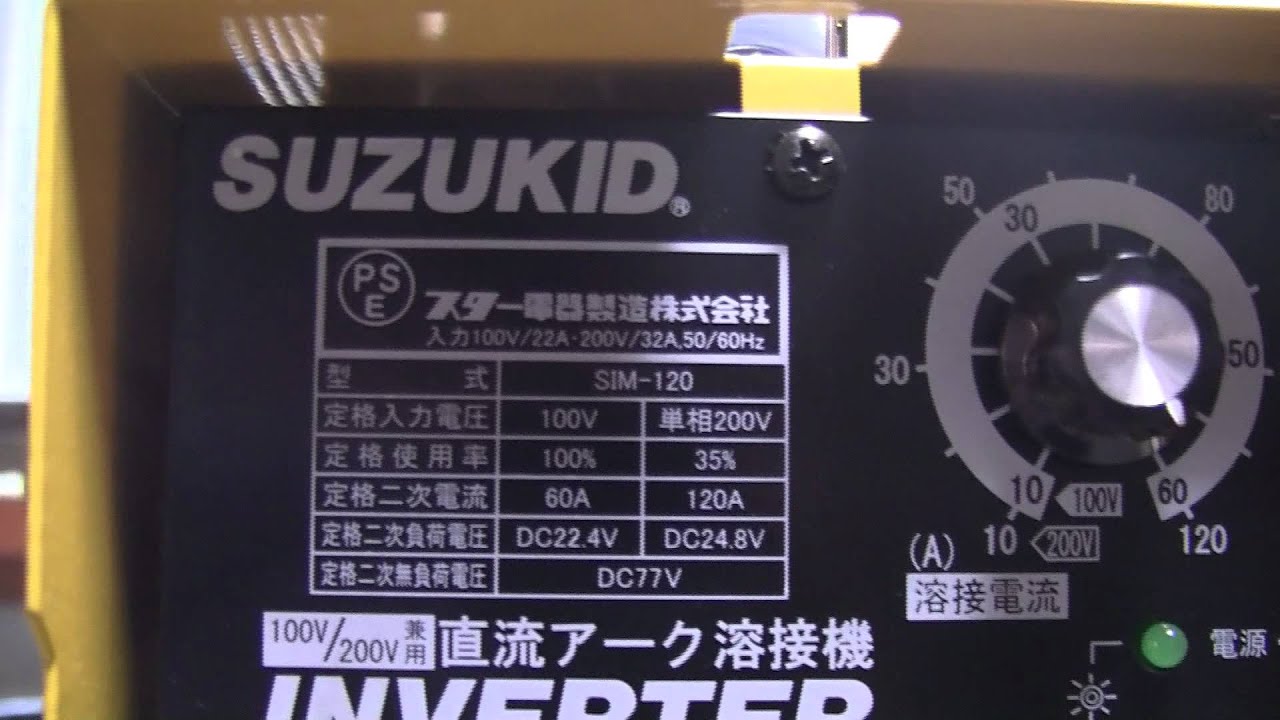 SUZUKID®
PS
E
スター電器製造株式会社
入力100V/22A・200V/32A,50/60Hz
型 式 SIM-120
定格入力電圧 100V 単相200V
定格使用率 100% 35%
定格二次電流 60A 120A
定格二次負荷電圧 DC22.4V DC24.8V
定格二次無負荷電圧 DC77V
100V/200V兼用 直流アーク溶接機
INVERTER
50 80
30
30 50
10 100V 60
(A) 10 200V 120
溶接電流
電源